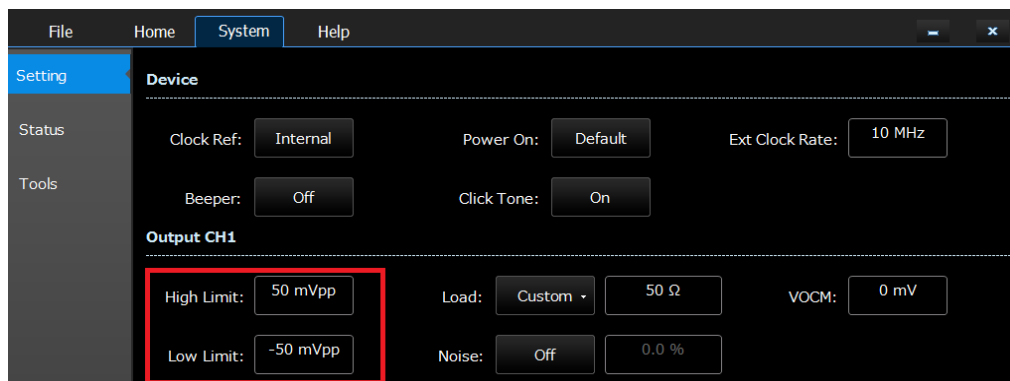 File Home System Help
Setting
Device
Status
Clock Ref: Internal Power On: Default Ext Clock Rate: 10 MHz
Tools
Beeper: Off Click Tone: On
Output CH1
High Limit: 50 mVpp Load: Custom 50 Ω VOCM: 0 mV
Low Limit: -50 mVpp Noise: Off 0.0 %